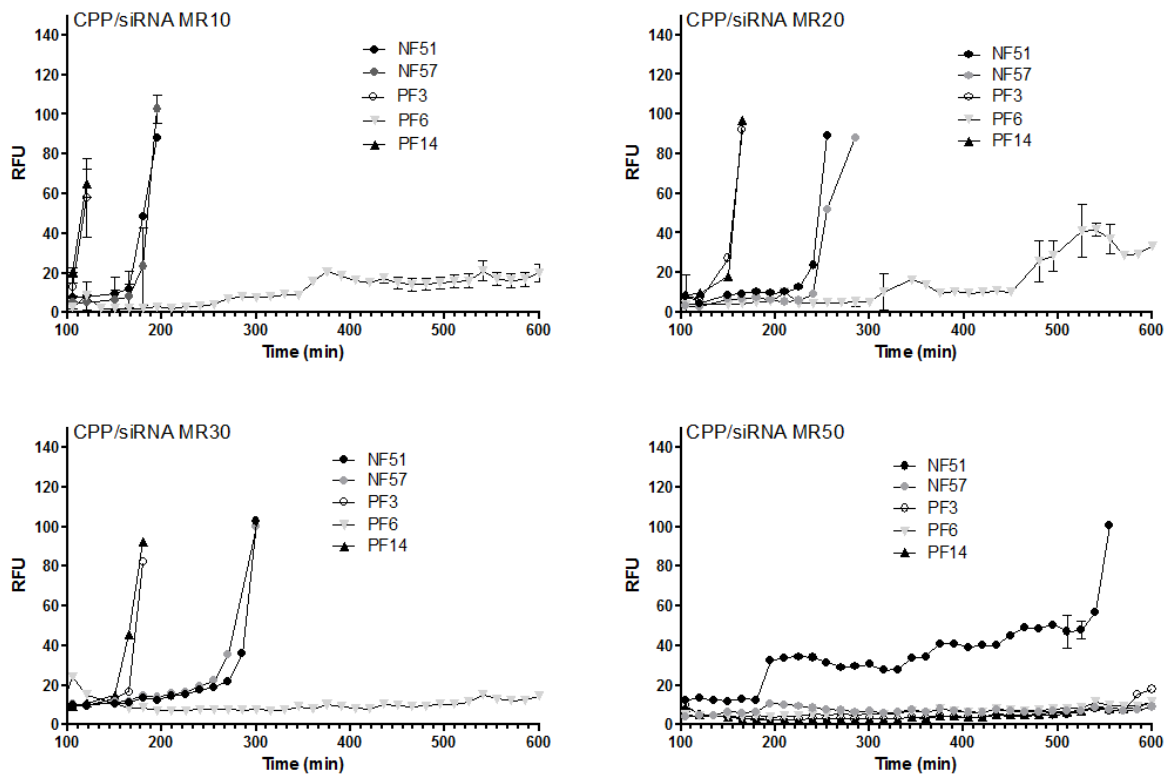 CPP/siRNA MR10
140
120
100
80
60
40
20
0
RFU
NF51
NF57
PF3
PF6
PF14
100 200 300 400 500 600
Time (min)
CPP/siRNA MR20
140
120
100
80
60
40
20
0
RFU
NF51
NF57
PF3
PF6
PF14
100 200 300 400 500 600
Time (min)
CPP/siRNA MR30
140
120
100
80
60
40
20
0
RFU
NF51
NF57
PF3
PF6
PF14
100 200 300 400 500 600
Time (min)
CPP/siRNA MR50
140
120
100
80
60
40
20
0
RFU
NF51
NF57
PF3
PF6
PF14
100 200 300 400 500 600
Time (min)